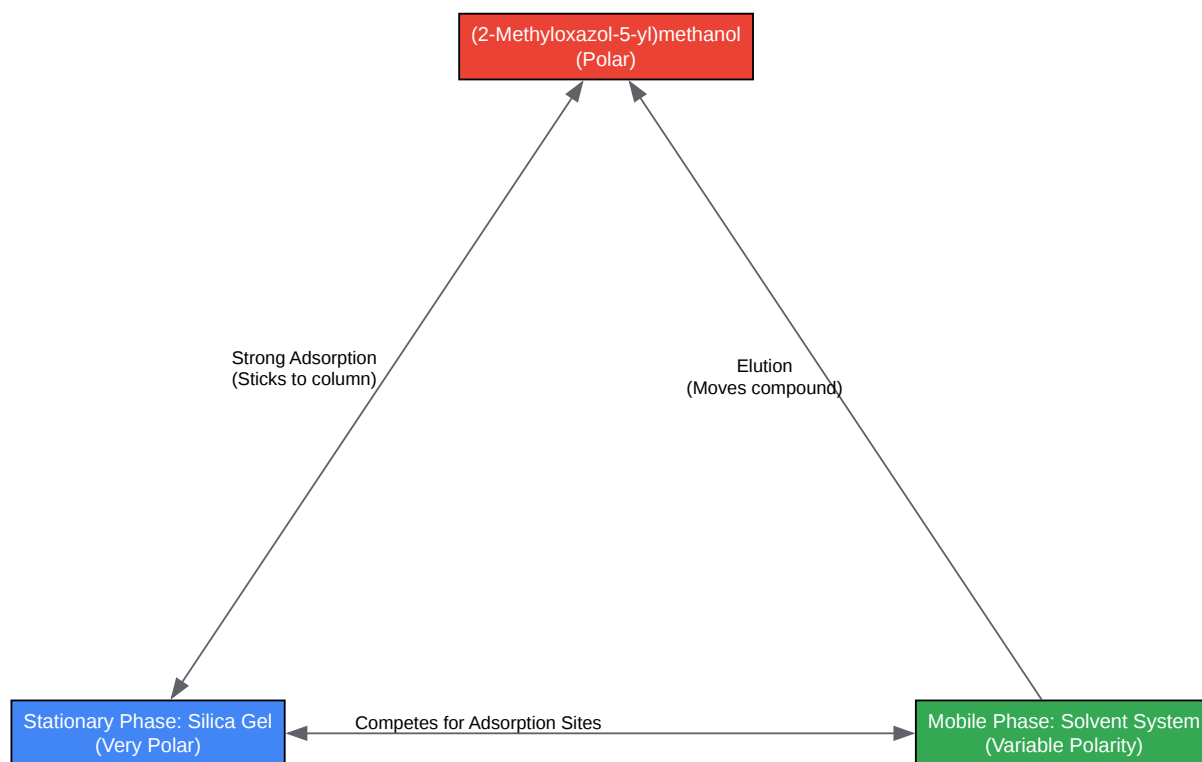 (2-Methyloxazol-5-yl)methanol
(Polar)
Strong Adsorption
(Sticks to column)
Elution
(Moves compound)
Stationary Phase: Silica Gel
(Very Polar)
Competes for Adsorption Sites
Mobile Phase: Solvent System
(Variable Polarity)